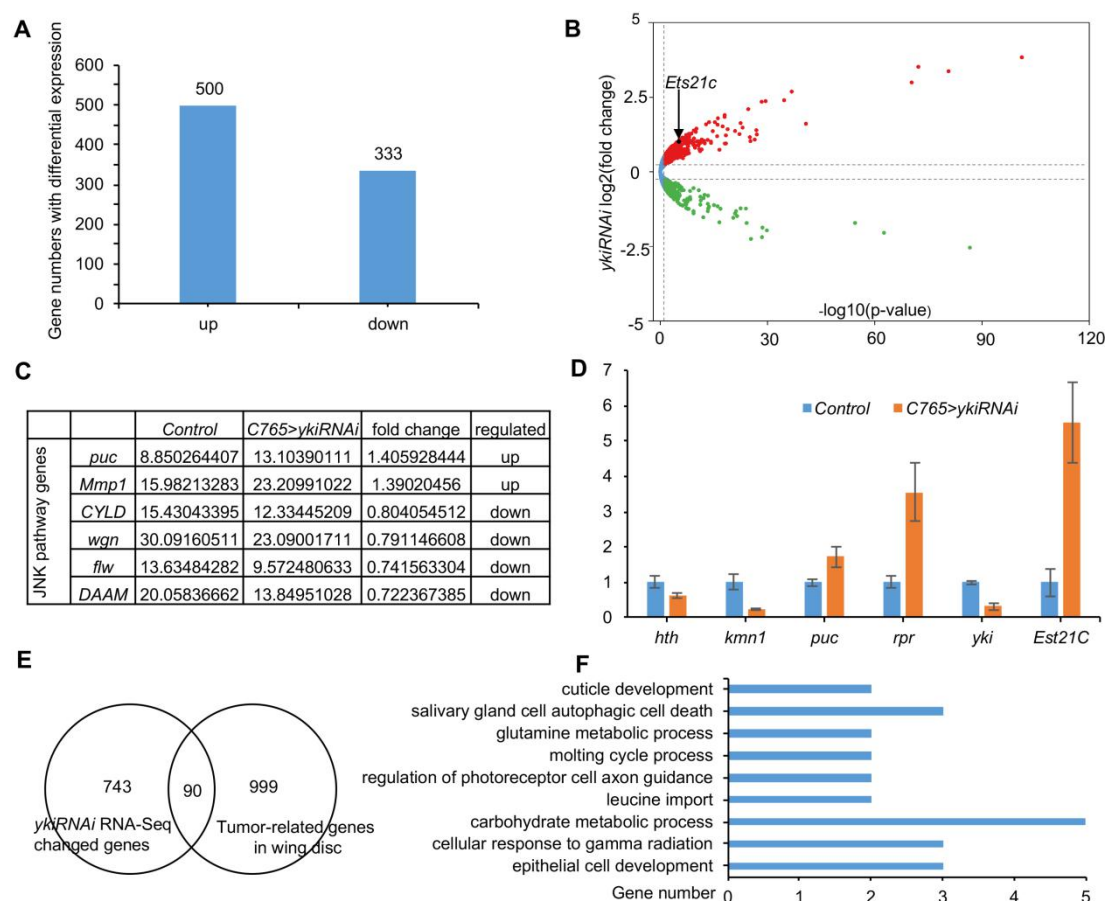 A
Gene numbers with differential expression
600
500
400
300
200
100
0
500
333
up down
B
ykiRNAi log2(fold change)
5
2.5
0
-2.5
-5
Ets21c
-log10(p-value)
0 30 60 90 120
C
JNK pathway genes
Control C765>ykiRNAi fold change regulated
puc 8.850264407 13.10390111 1.405928444 up
Mmp1 15.98213283 23.20991022 1.39020456 up
CYLD 15.43043395 12.33445209 0.804054512 down
wgn 30.09160511 23.09001711 0.791146608 down
flw 13.63484282 9.572480633 0.741563304 down
DAAM 20.05836662 13.84951028 0.722367385 down
D
7
6
5
4
3
2
1
0
Control C765>ykiRNAi
hth kmn1 puc rpr yki Est21C
E
743 90 999
ykiRNAi RNA-Seq
changed genes
Tumor-related genes
in wing disc
F
cuticle development
salivary gland cell autophagic cell death
glutamine metabolic process
molting cycle process
regulation of photoreceptor cell axon guidance
leucine import
carbohydrate metabolic process
cellular response to gamma radiation
epithelial cell development
Gene number 0 1 2 3 4 5